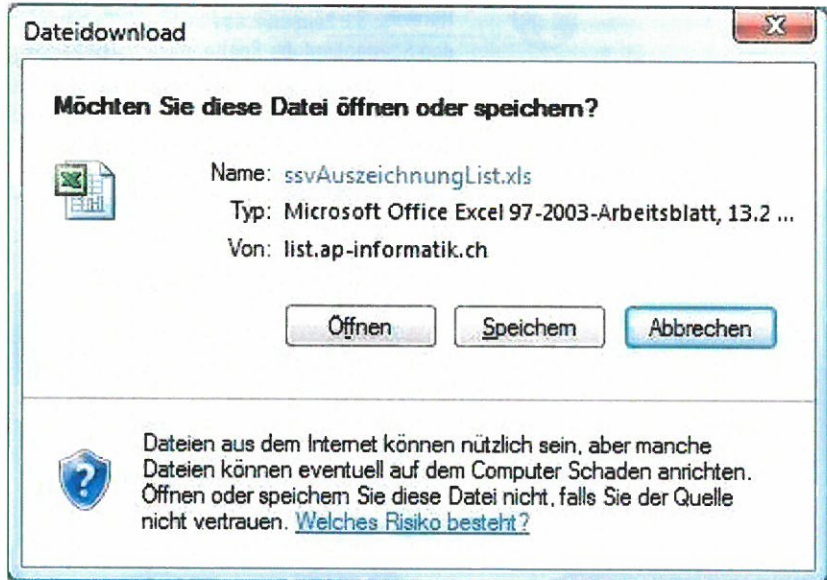 Dateidownload
Möchten Sie diese Datei öffnen oder speichern?
Name: ssvAuszeichnungList.xls
Typ: Microsoft Office Excel 97-2003-Arbeitsblatt, 13.2 ...
Von: list.ap-informatik.ch
Öffnen Speichern Abbrechen
Dateien aus dem Internet können nützlich sein, aber manche
Dateien können eventuell auf dem Computer Schaden anrichten.
Öffnen oder speichern Sie diese Datei nicht, falls Sie der Quelle
nicht vertrauen. Welches Risiko besteht?